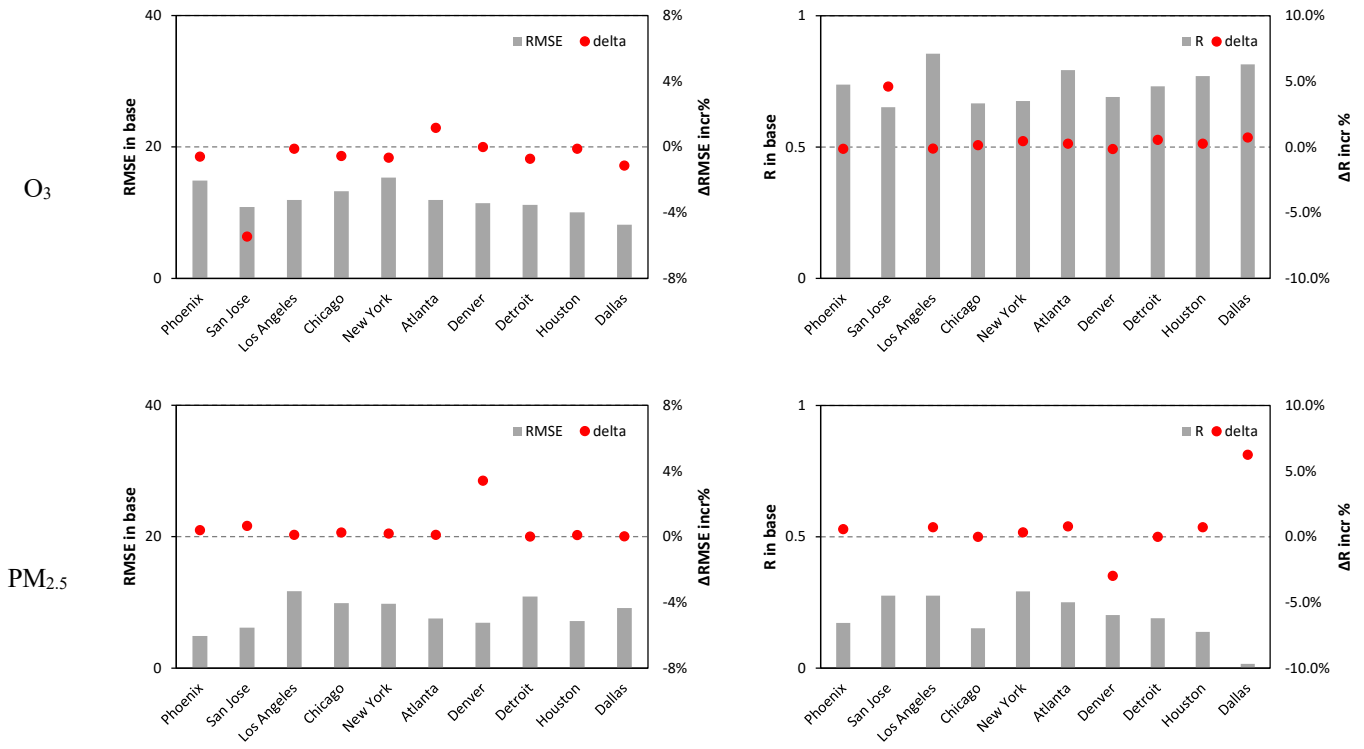 O₃
40
20
0
RMSE in base
RMSE delta
8%
4%
0%
-4%
-8%
ΔRMSE incr%
Phoenix
San Jose
Los Angeles
Chicago
New York
Atlanta
Denver
Detroit
Houston
Dallas
1
0.5
0
R in base
R delta
10.0%
5.0%
0.0%
-5.0%
-10.0%
ΔR incr %
Phoenix
San Jose
Los Angeles
Chicago
New York
Atlanta
Denver
Detroit
Houston
Dallas
PM₂.₅
40
20
0
RMSE in base
RMSE delta
8%
4%
0%
-4%
-8%
ΔRMSE incr%
Phoenix
San Jose
Los Angeles
Chicago
New York
Atlanta
Denver
Detroit
Houston
Dallas
1
0.5
0
R in base
R delta
10.0%
5.0%
0.0%
-5.0%
-10.0%
ΔR incr %
Phoenix
San Jose
Los Angeles
Chicago
New York
Atlanta
Denver
Detroit
Houston
Dallas